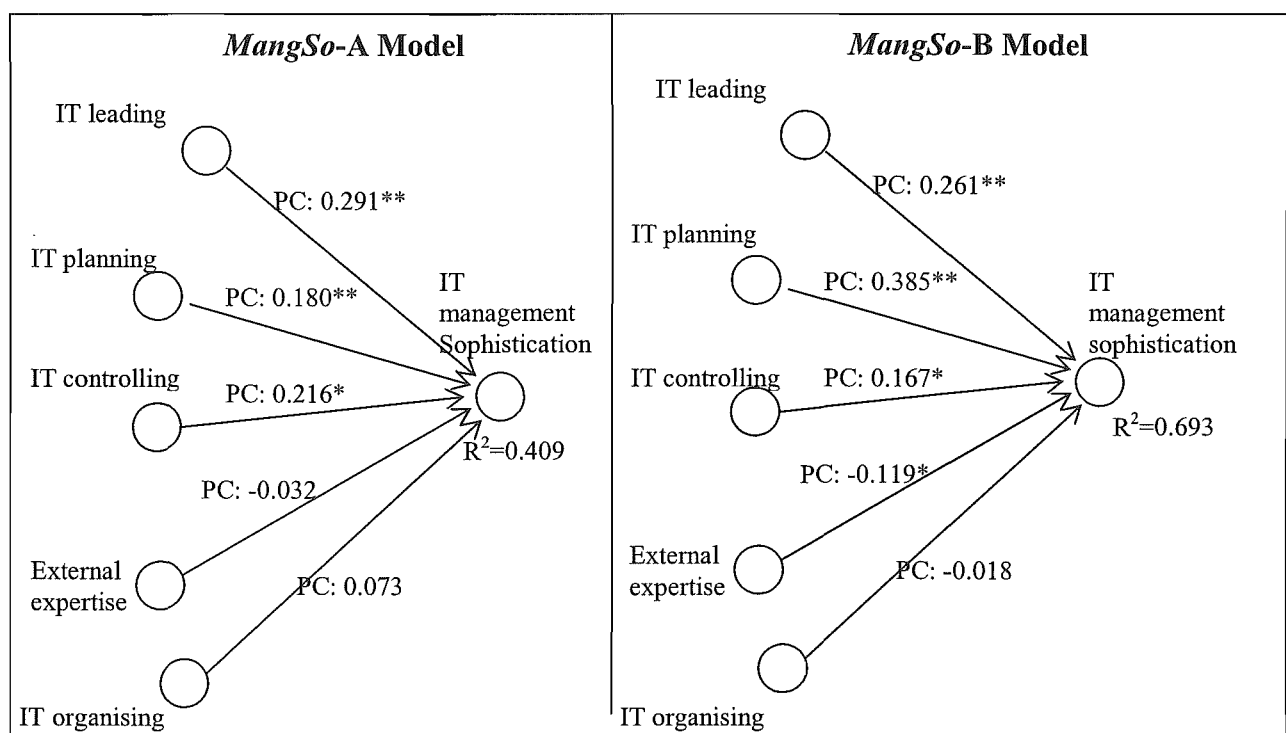 MangSo-A Model
IT leading
PC: 0.291**
IT planning
PC: 0.180**
IT
management
Sophistication
IT controlling
PC: 0.216*
R²=0.409
PC: -0.032
External
expertise
PC: 0.073
IT organising
MangSo-B Model
IT leading
PC: 0.261**
IT planning
PC: 0.385**
IT
management
sophistication
IT controlling
PC: 0.167*
R²=0.693
PC: -0.119*
External
expertise
PC: -0.018
IT organising